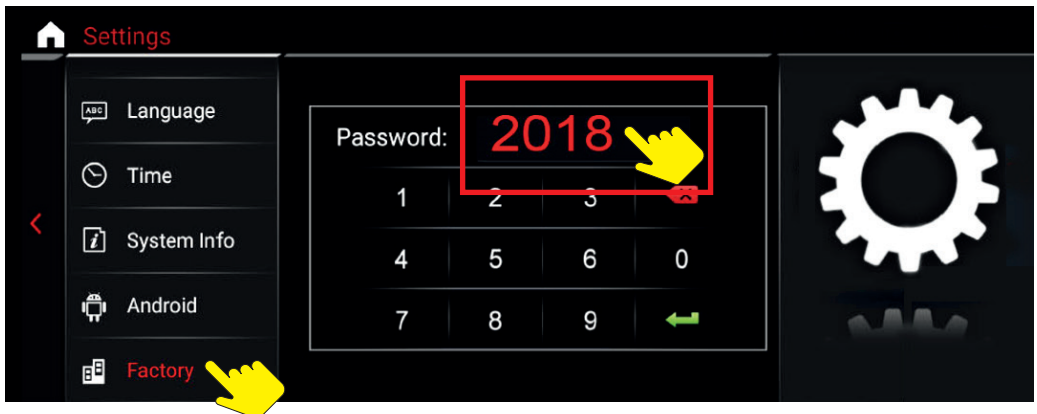 Settings
ABC Language
Time
i System Info
Android
Factory
Password: 2018
1 2 3
4 5 6 0
7 8 9